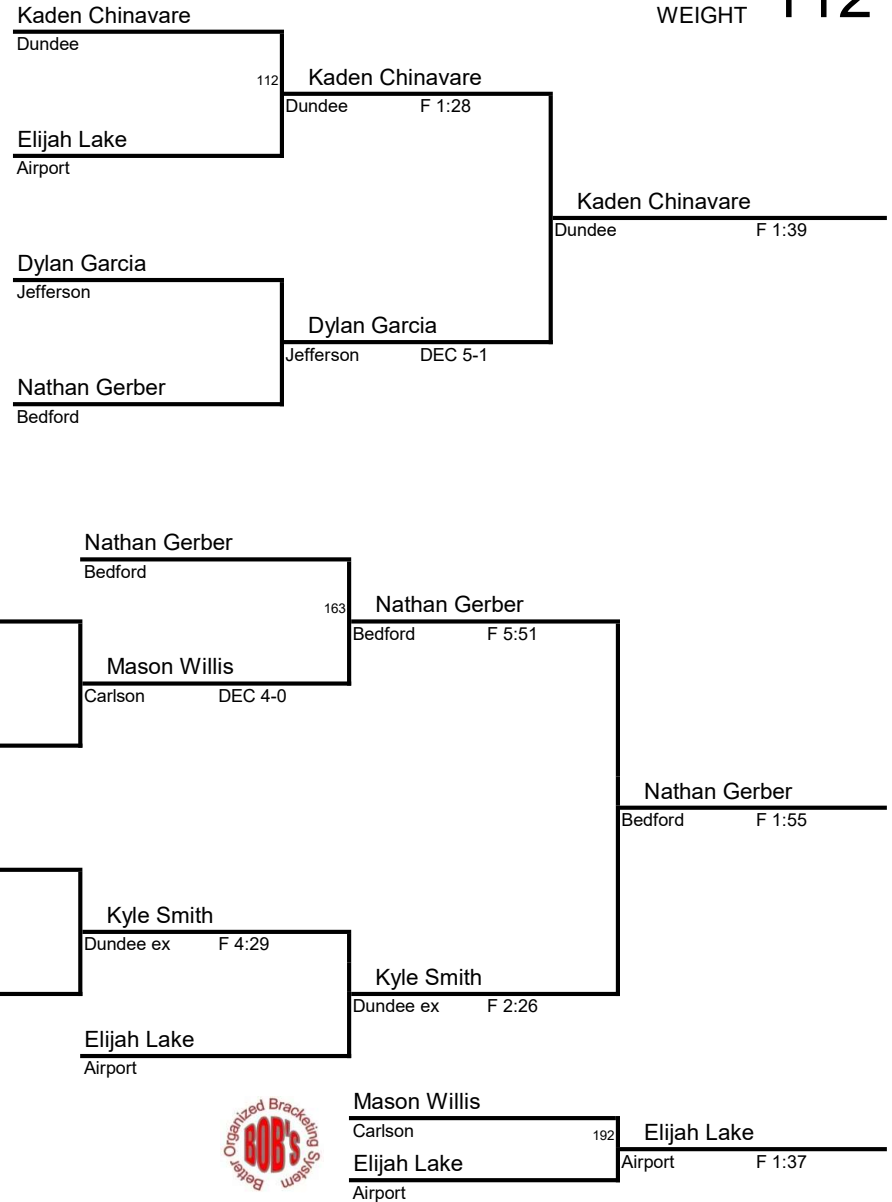 WEIGHT 112
Kaden Chinavare
Dundee
112 Kaden Chinavare
Dundee F 1:28
Elijah Lake
Airport
Kaden Chinavare
Dundee F 1:39
Dylan Garcia
Jefferson
Dylan Garcia
Jefferson DEC 5-1
Nathan Gerber
Bedford
Nathan Gerber
Bedford
163 Nathan Gerber
Bedford F 5:51
Mason Willis
Carlson DEC 4-0
Nathan Gerber
Bedford F 1:55
Kyle Smith
Dundee ex F 4:29
Kyle Smith
Dundee ex F 2:26
Elijah Lake
Airport
Better Organized Bracketing System
BOB'S
Mason Willis
Carlson
192 Elijah Lake
Airport F 1:37
Elijah Lake
Airport